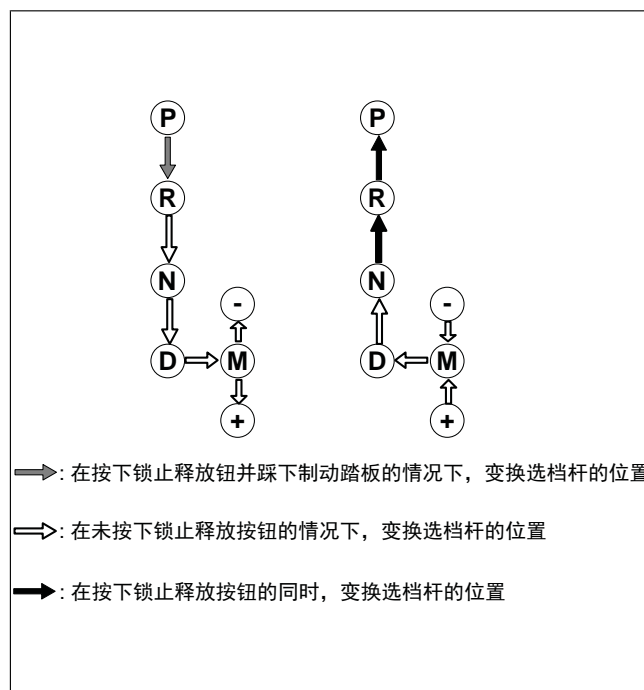 P P
R R
N N
- -
D M D M
+ +
: 在按下锁止释放钮并踩下制动踏板的情况下，变换选档杆的位置
: 在未按下锁止释放按钮的情况下，变换选档杆的位置
: 在按下锁止释放按钮的同时，变换选档杆的位置